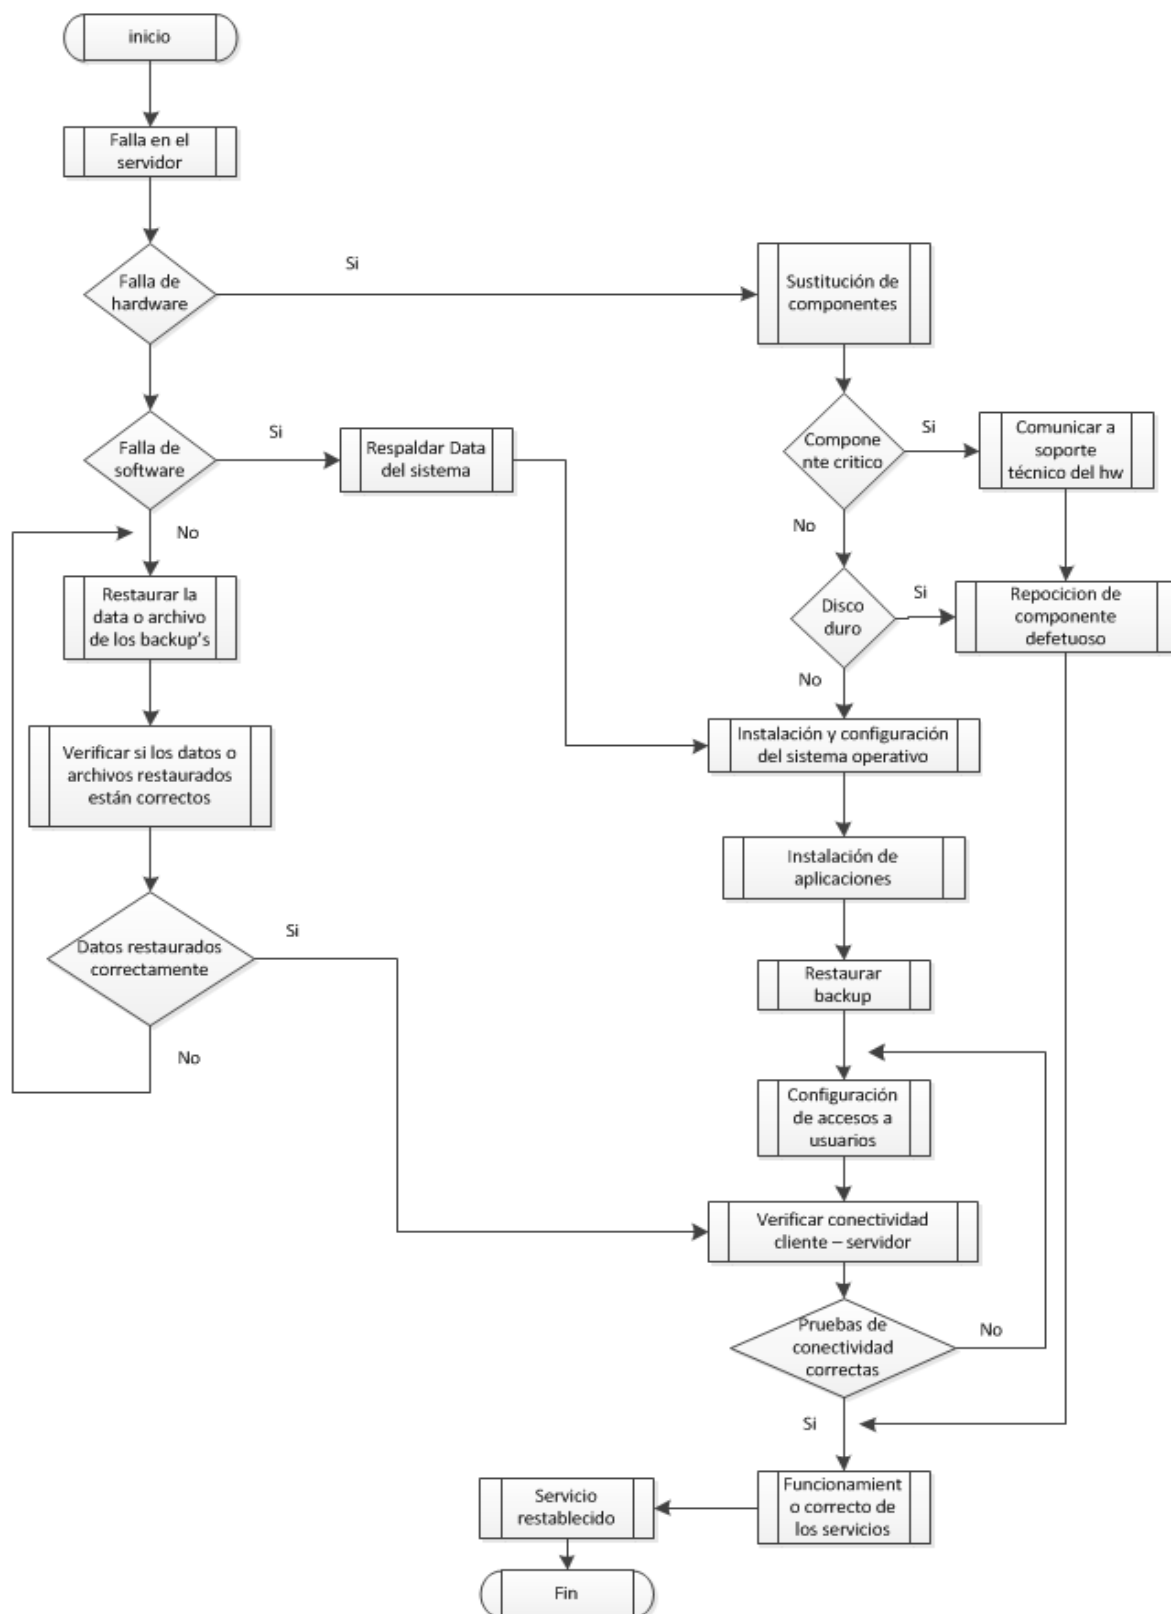 inicio
Falla en el
servidor
Falla de
hardware
Si
Sustitución de
componentes
Falla de
software
Si
Respaldar Data
del sistema
Compone
nte critico
Si
Comunicar a
soporte
técnico del hw
No
No
Restaurar la
data o archivo
de los backup's
Disco
duro
Si
Repocicion de
componente
defetuoso
No
Verificar si los datos o
archivos restaurados
están correctos
Instalación y configuración
del sistema operativo
Instalación de
aplicaciones
Datos restaurados
correctamente
Si
No
Restaurar
backup
Configuración
de accesos a
usuarios
Verificar conectividad
cliente – servidor
Pruebas de
conectividad
correctas
No
Si
Funcionamient
o correcto de
los servicios
Servicio
restablecido
Fin